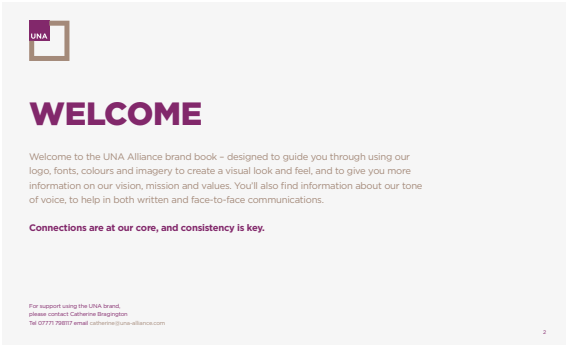 UNA
WELCOME
Welcome to the UNA Alliance brand book – designed to guide you through using our
logo, fonts, colours and imagery to create a visual look and feel, and to give you more
information on our vision, mission and values. You'll also find information about our tone
of voice, to help in both written and face-to-face communications.
Connections are at our core, and consistency is key.
For support using the UNA brand,
please contact Catherine Bragington
Tel 07771 798117 email catherine@una-alliance.com
2